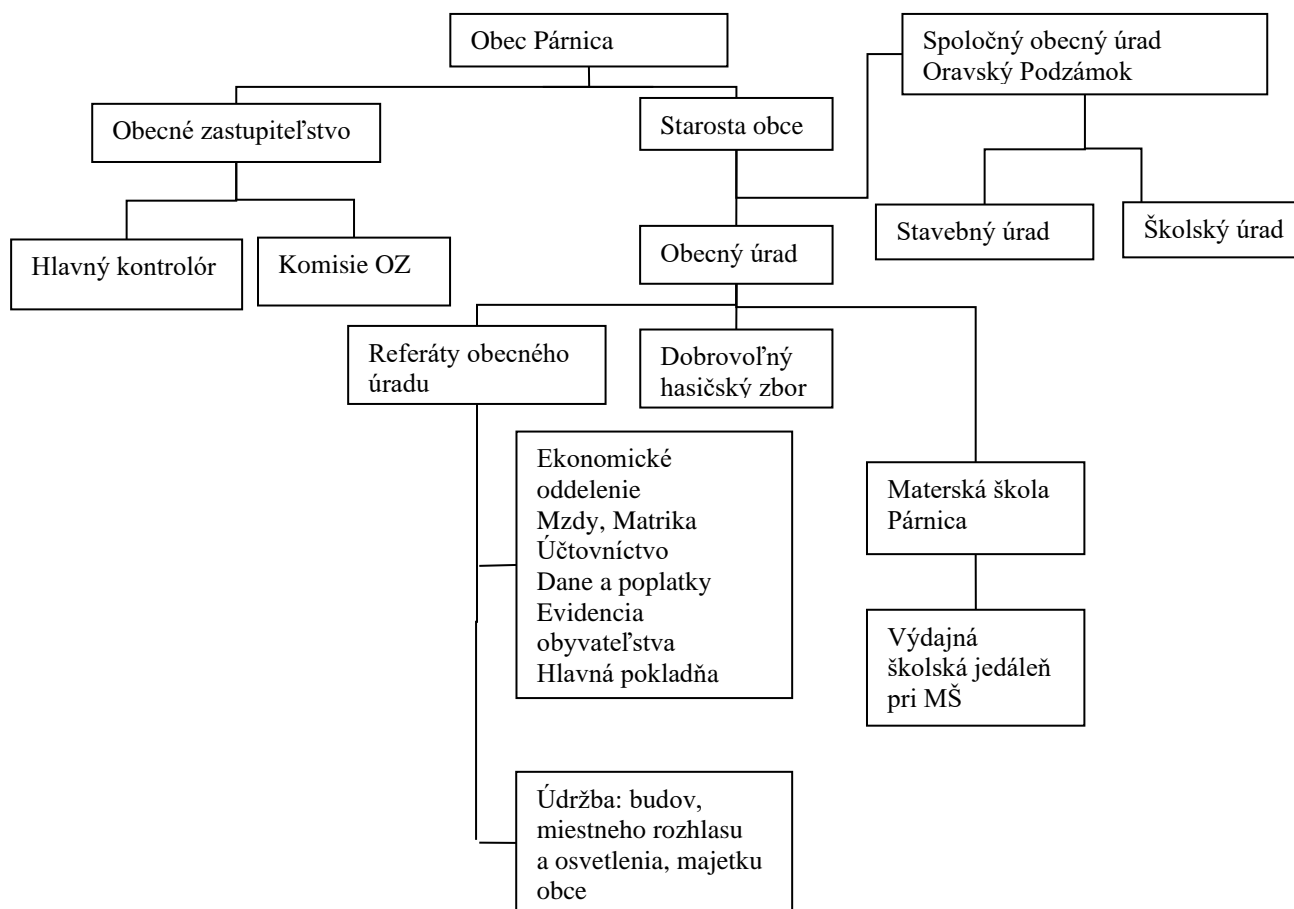 Obec Párnica
Spoločný obecný úrad
Oravský Podzámok
Obecné zastupiteľstvo
Starosta obce
Hlavný kontrolór
Komisie OZ
Obecný úrad
Stavebný úrad
Školský úrad
Referáty obecného
úradu
Dobrovoľný
hasičský zbor
Ekonomické
oddelenie
Mzdy, Matrika
Účtovníctvo
Dane a poplatky
Evidencia
obyvateľstva
Hlavná pokladňa
Materská škola
Párnica
Výdajná
školská jedáleň
pri MŠ
Údržba: budov,
miestneho rozhlasu
a osvetlenia, majetku
obce